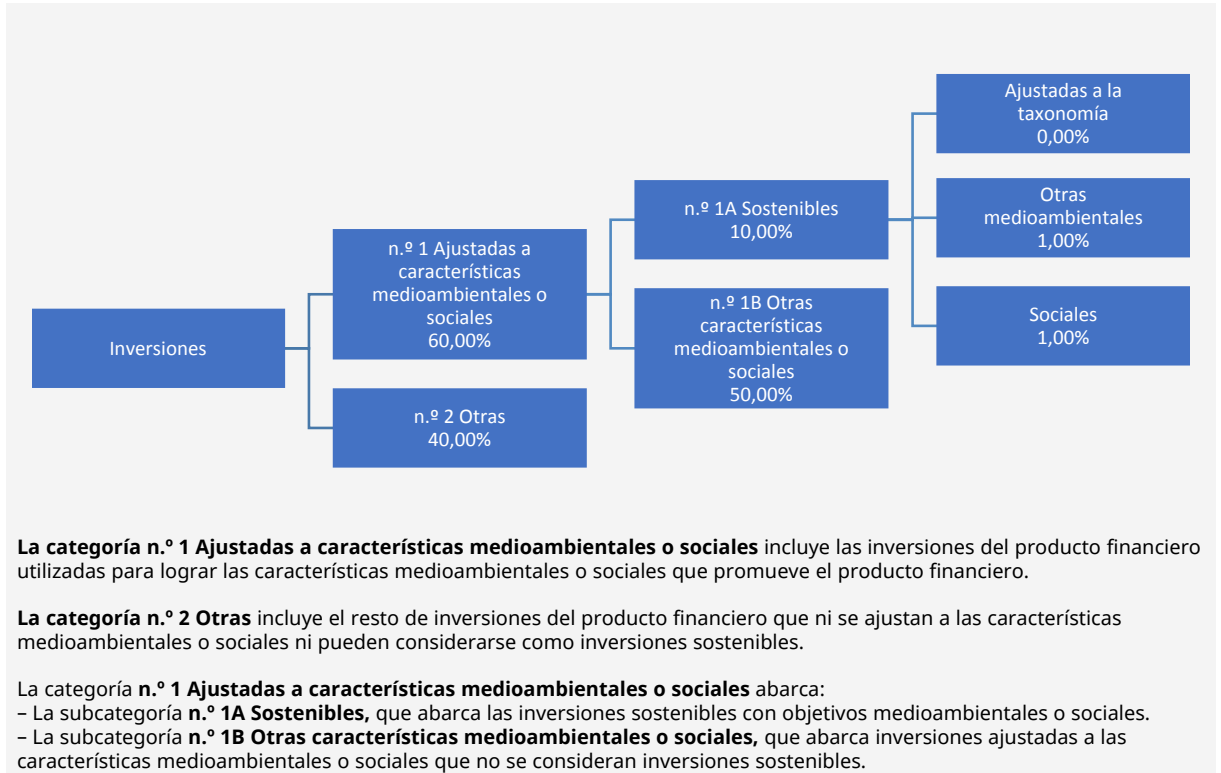 Inversiones
n.º 1 Ajustadas a
características
medioambientales o
sociales
60,00%
n.º 2 Otras
40,00%
n.º 1A Sostenibles
10,00%
n.º 1B Otras
características
medioambientales o
sociales
50,00%
Ajustadas a la
taxonomía
0,00%
Otras
medioambientales
1,00%
Sociales
1,00%
La categoría n.º 1 Ajustadas a características medioambientales o sociales incluye las inversiones del producto financiero
utilizadas para lograr las características medioambientales o sociales que promueve el producto financiero.
La categoría n.º 2 Otras incluye el resto de inversiones del producto financiero que ni se ajustan a las características
medioambientales o sociales ni pueden considerarse como inversiones sostenibles.
La categoría n.º 1 Ajustadas a características medioambientales o sociales abarca:
– La subcategoría n.º 1A Sostenibles, que abarca las inversiones sostenibles con objetivos medioambientales o sociales.
– La subcategoría n.º 1B Otras características medioambientales o sociales, que abarca inversiones ajustadas a las
características medioambientales o sociales que no se consideran inversiones sostenibles.